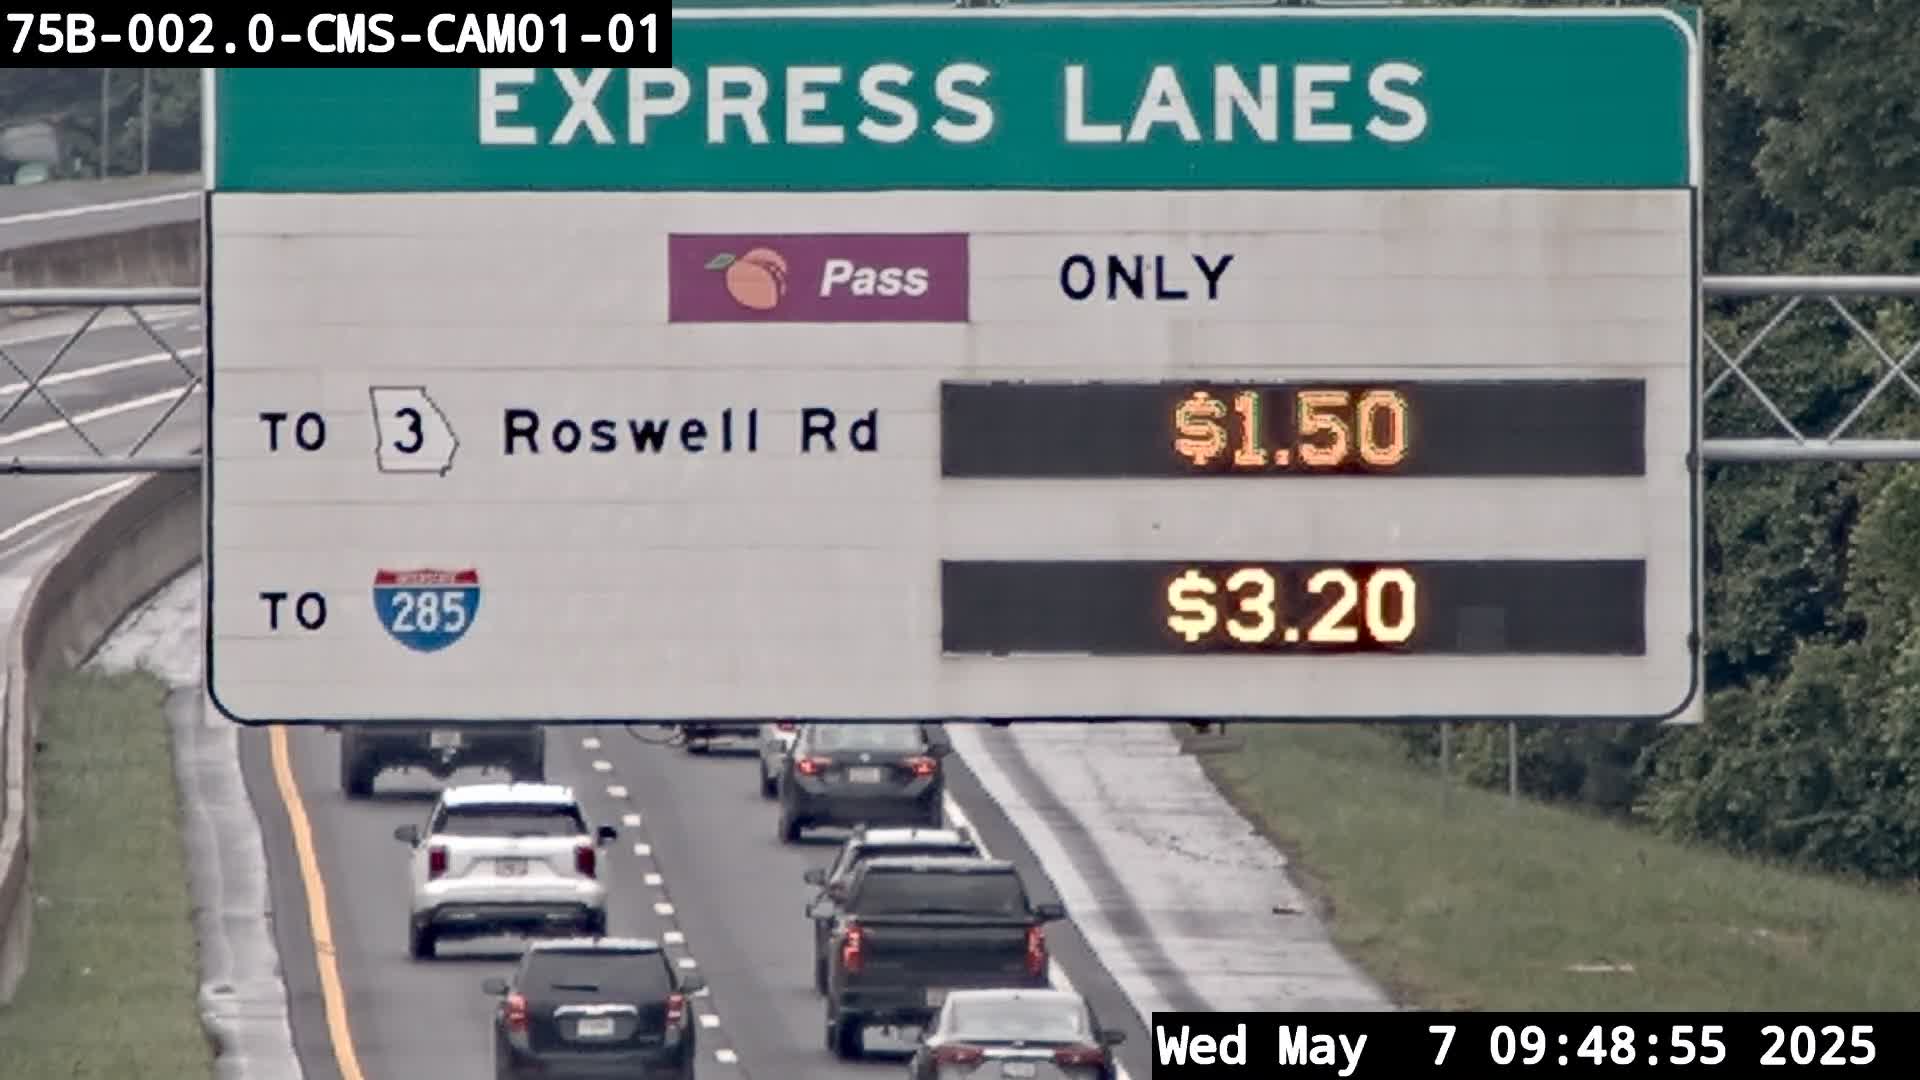 75B-002.0-CMS-CAM01-01
EXPRESS LANES
Pass ONLY
TO 3 Roswell Rd $1.50
INTERSTATE
TO 285 $3.20
Wed May 7 09:48:55 2025